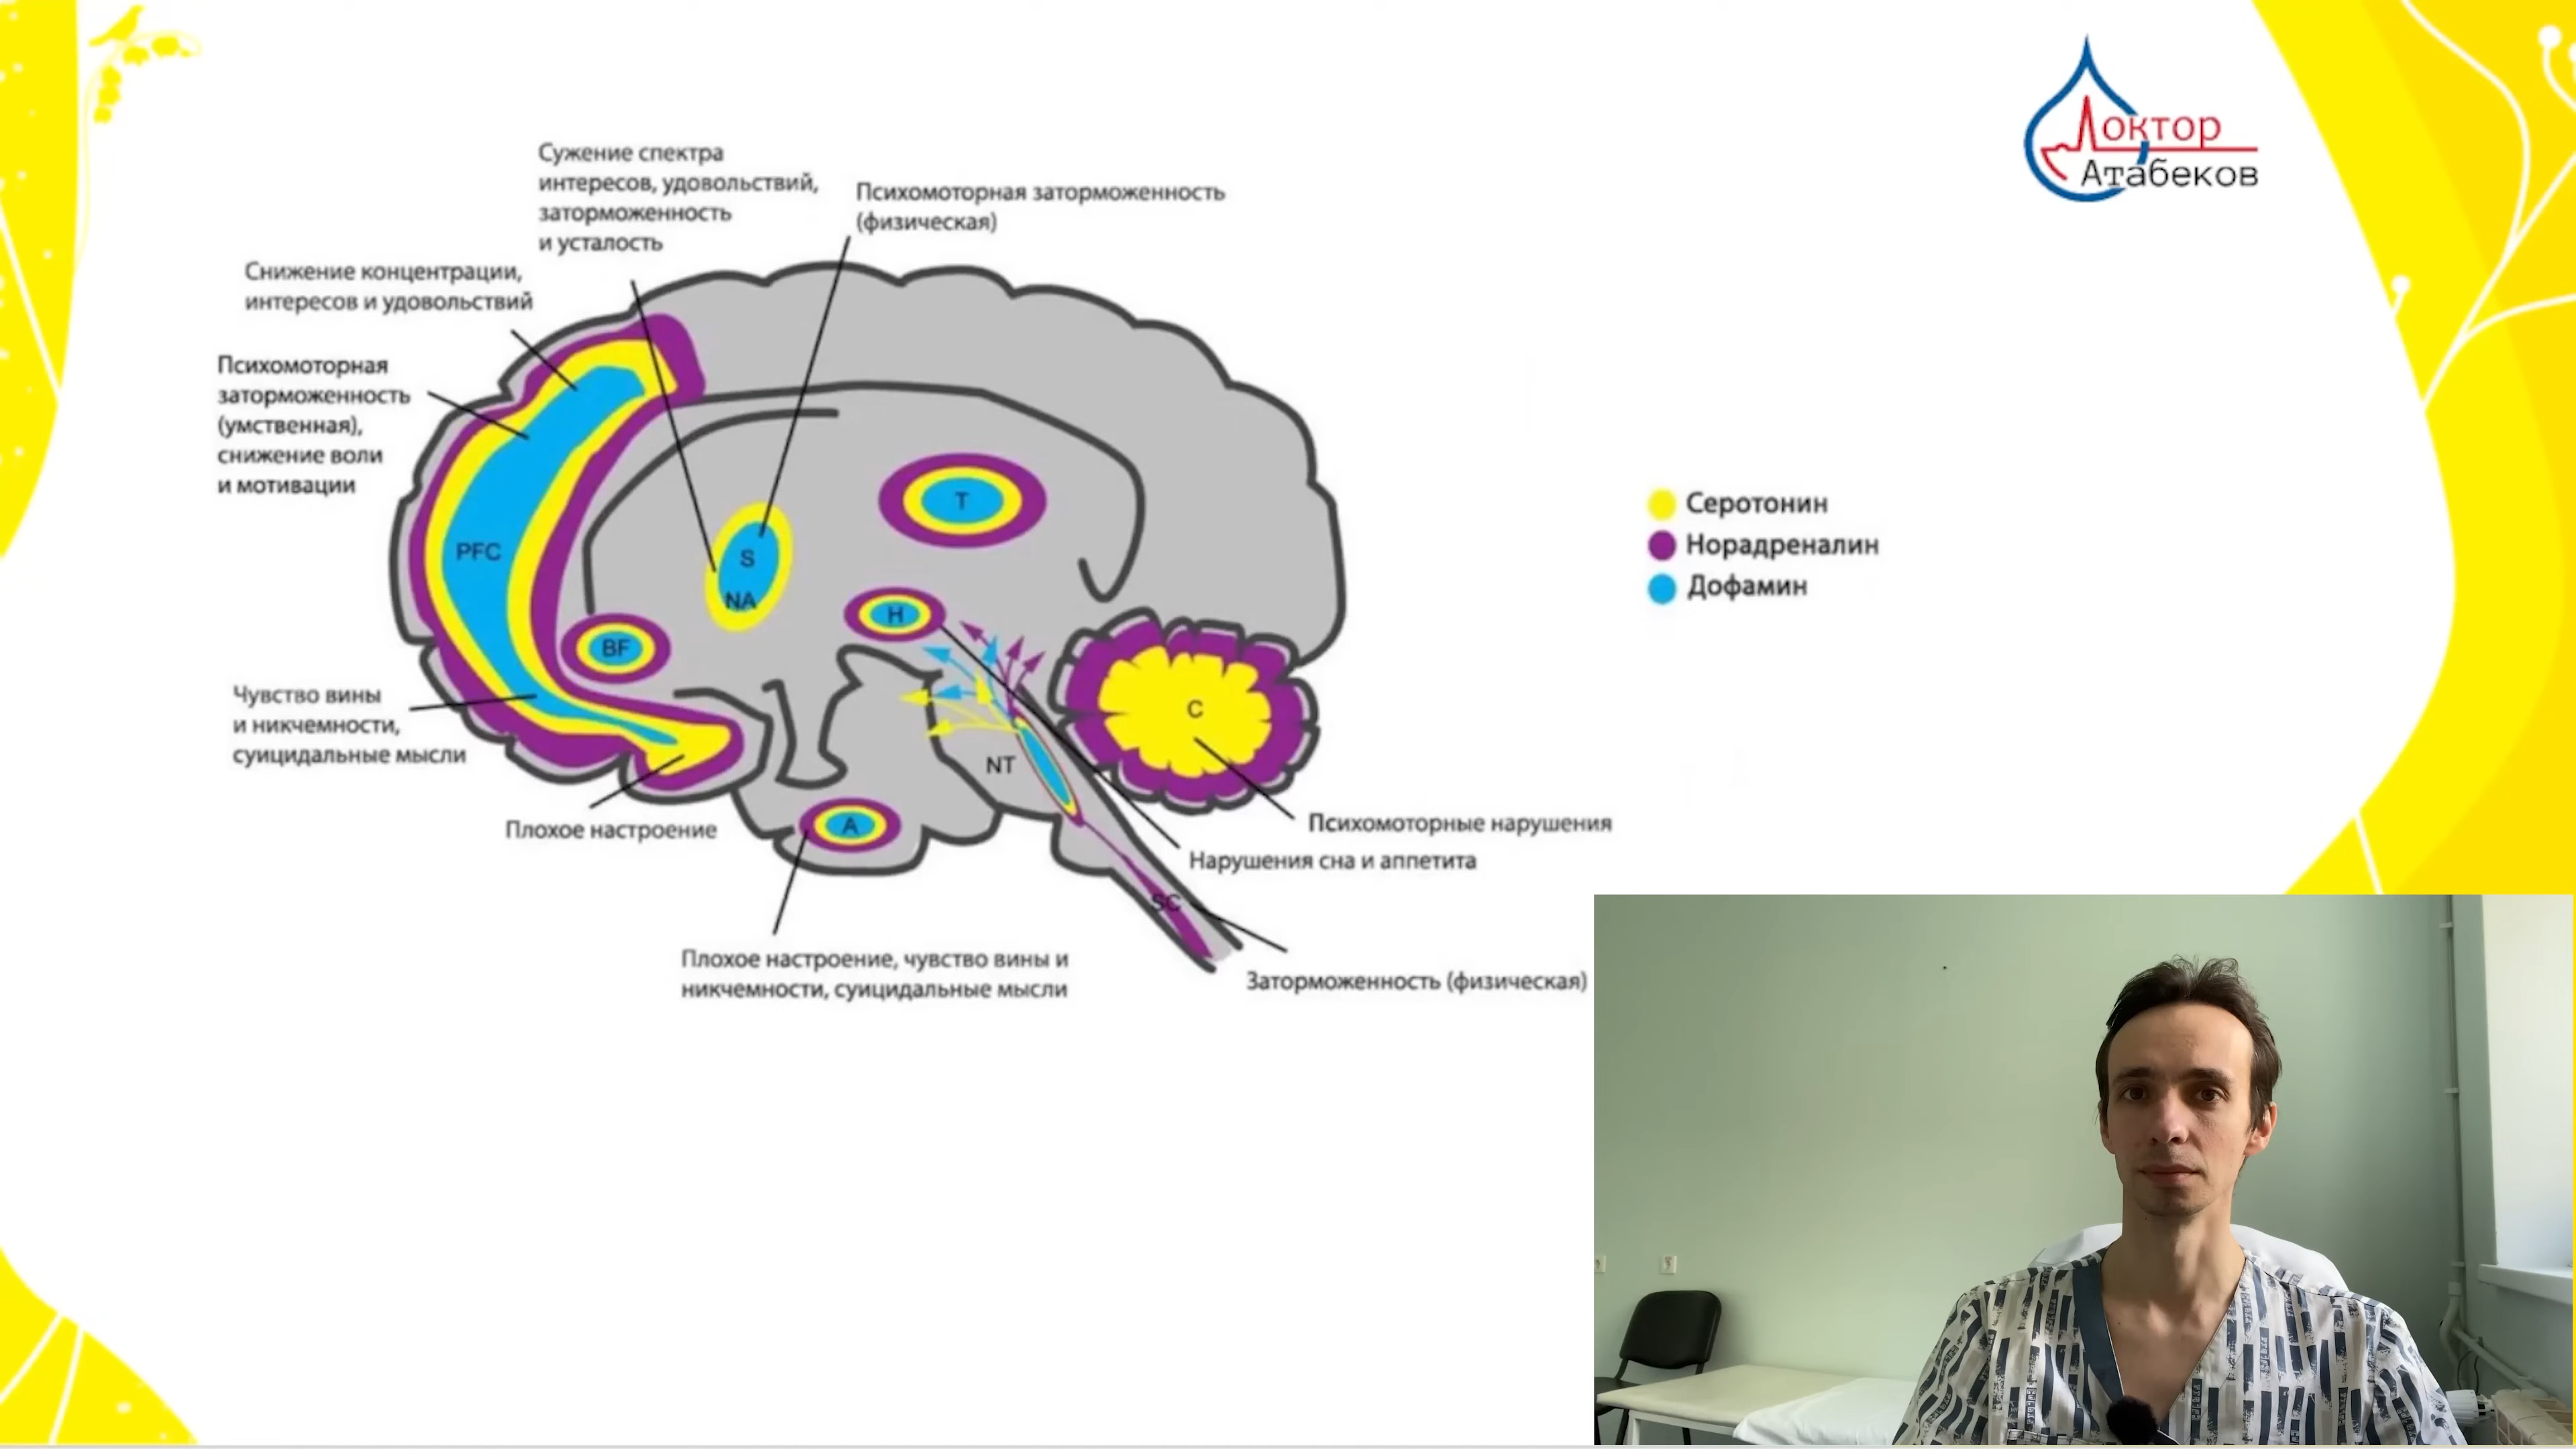 Доктор
Атабеков
Сужение спектра
интересов, удовольствий,
заторможенность
и усталость
Психомоторная заторможенность
(физическая)
Снижение концентрации,
интересов и удовольствий
Психомоторная
заторможенность
(умственная),
снижение воли
и мотивации
PFC
S
NA
T
BF
H
NT
C
A
SC
Серотонин
Норадреналин
Дофамин
Чувство вины
и никчемности,
суицидальные мысли
Плохое настроение
Плохое настроение, чувство вины и
никчемности, суицидальные мысли
Психомоторные нарушения
Нарушения сна и аппетита
Заторможенность (физическая)